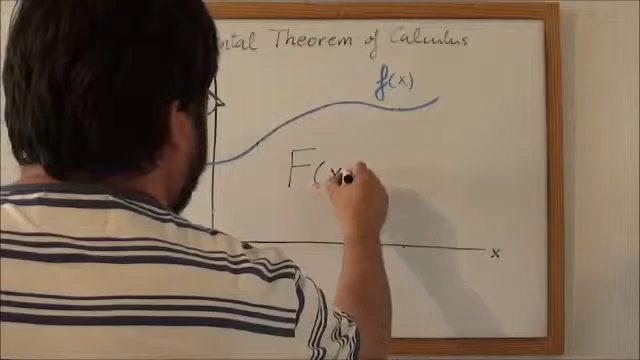 ntal Theorem of Calculus
f(x)
F(x
x